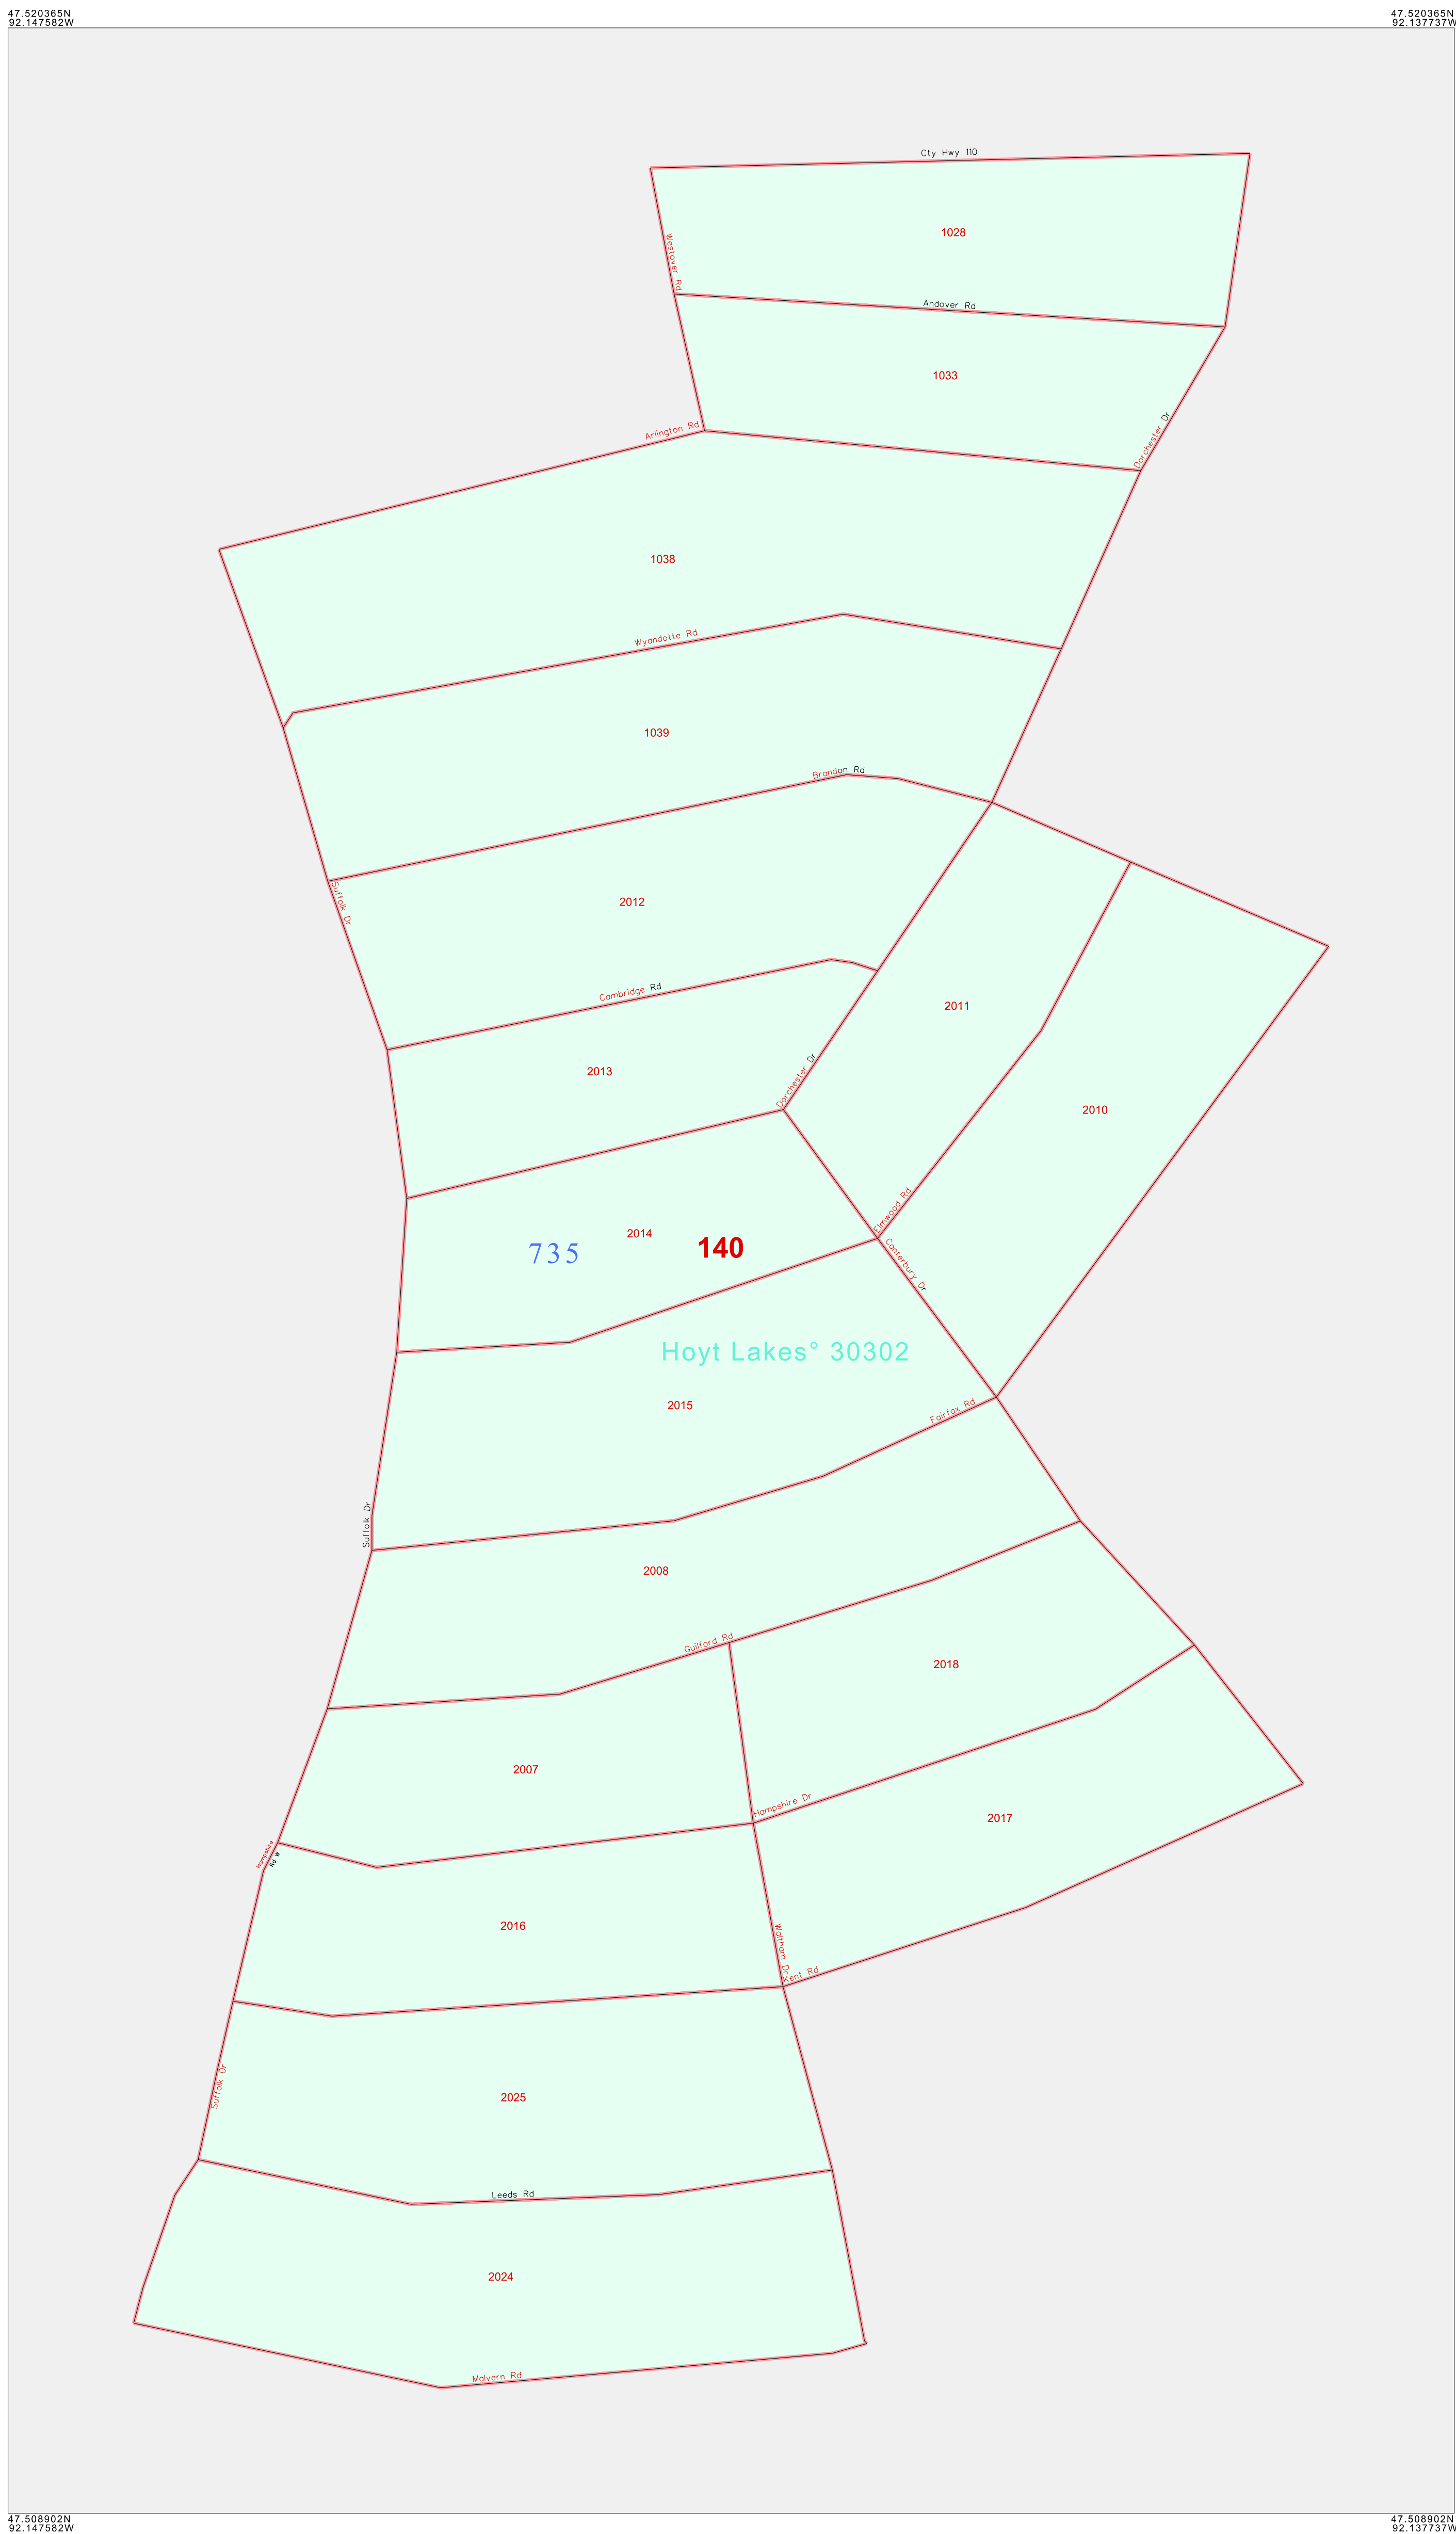 47.520365N
92.147582W
47.520365N
92.137737W
Cty Hwy 110
1028
Westover Rd
Andover Rd
1033
Dorchester Dr
Arlington Rd
1038
Wyandotte Rd
1039
Brandon Rd
Suffolk Dr
2012
Cambridge Rd
2011
2013
Dorchester Dr
2010
Elmwood Rd
2014
735
140
Canterbury Dr
Hoyt Lakes° 30302
2015
Fairfax Rd
Suffolk Dr
2008
Guilford Rd
2018
2007
Hampshire Dr
2017
Hampshire
Rd W
2016
Waltham Dr
Kent Rd
Suffolk Dr
2025
Leeds Rd
2024
Malvern Rd
47.508902N
92.147582W
47.508902N
92.137737W